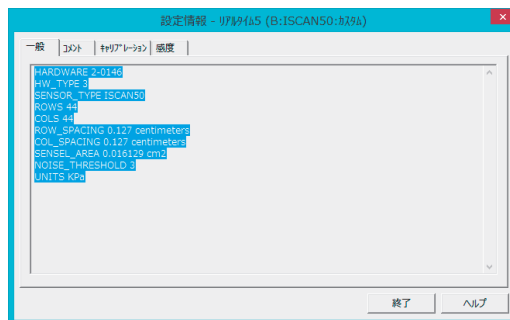 設定情報 - ﾘｱﾙﾀｲﾑ5 (B:ISCAN50:ｶｽﾀﾑ)
一般 ｺﾒﾝﾄ ｷｬﾘﾌﾞﾚｰｼｮﾝ 感度
HARDWARE 2-0146
HW_TYPE 3
SENSOR_TYPE ISCAN50
ROWS 44
COLS 44
ROW_SPACING 0.127 centimeters
COL_SPACING 0.127 centimeters
SENSEL_AREA 0.016129 cm2
NOISE_THRESHOLD 3
UNITS KPa
終了 ヘルプ